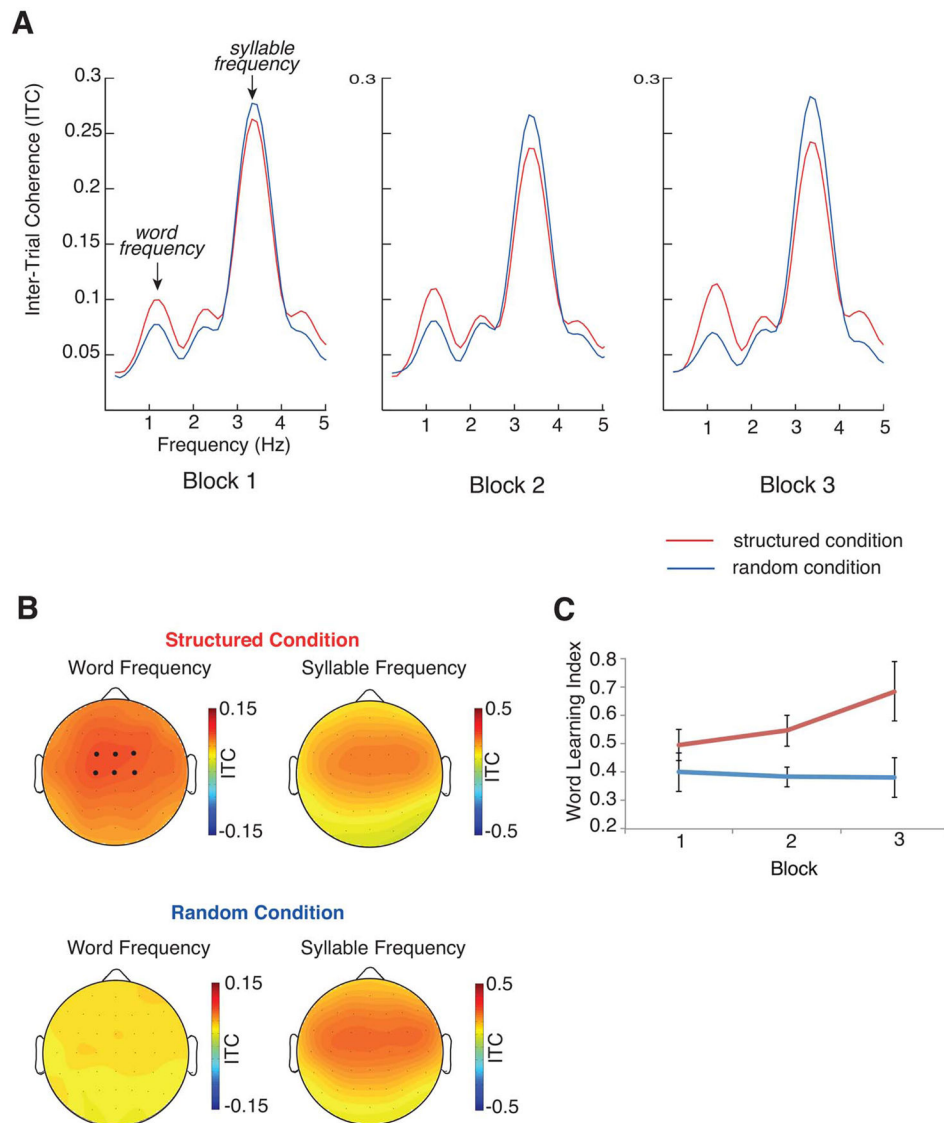 A
syllable
frequency
word
frequency
Inter-Trial Coherence (ITC)
0.3
0.25
0.2
0.15
0.1
0.05
1 2 3 4 5
Frequency (Hz)
Block 1
0.3
1 2 3 4 5
Block 2
0.3
1 2 3 4 5
Block 3
structured condition
random condition
B
Structured Condition
Word Frequency
0.15
ITC
-0.15
Syllable Frequency
0.5
ITC
-0.5
Random Condition
Word Frequency
0.15
ITC
-0.15
Syllable Frequency
0.5
ITC
-0.5
C
Word Learning Index
0.8
0.7
0.6
0.5
0.4
0.3
0.2
1 2 3
Block